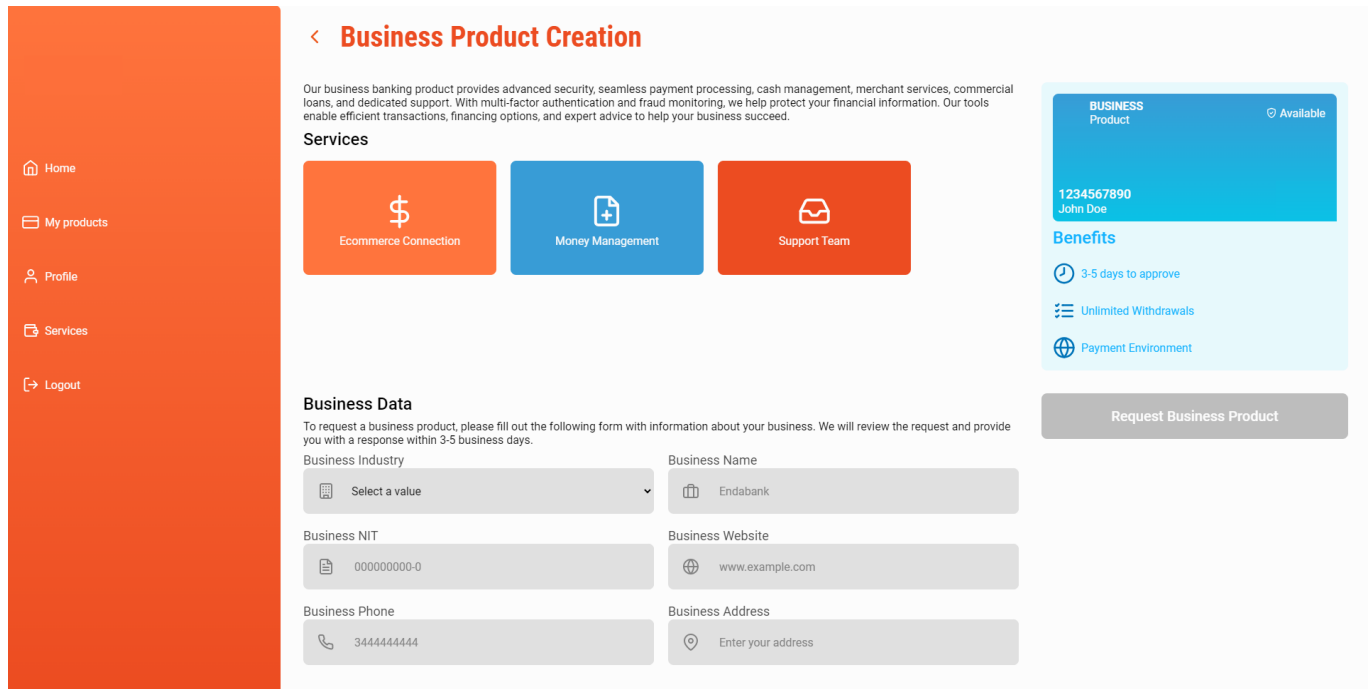 Home
My products
Profile
Services
Logout
Business Product Creation
Our business banking product provides advanced security, seamless payment processing, cash management, merchant services, commercial
loans, and dedicated support. With multi-factor authentication and fraud monitoring, we help protect your financial information. Our tools
enable efficient transactions, financing options, and expert advice to help your business succeed.
Services
Ecommerce Connection
Money Management
Support Team
Business Data
To request a business product, please fill out the following form with information about your business. We will review the request and provide
you with a response within 3-5 business days.
Business Industry
Select a value
Business Name
Endabank
Business NIT
000000000-0
Business Website
www.example.com
Business Phone
3444444444
Business Address
Enter your address
BUSINESS
Product
Available
1234567890
John Doe
Benefits
3-5 days to approve
Unlimited Withdrawals
Payment Environment
Request Business Product